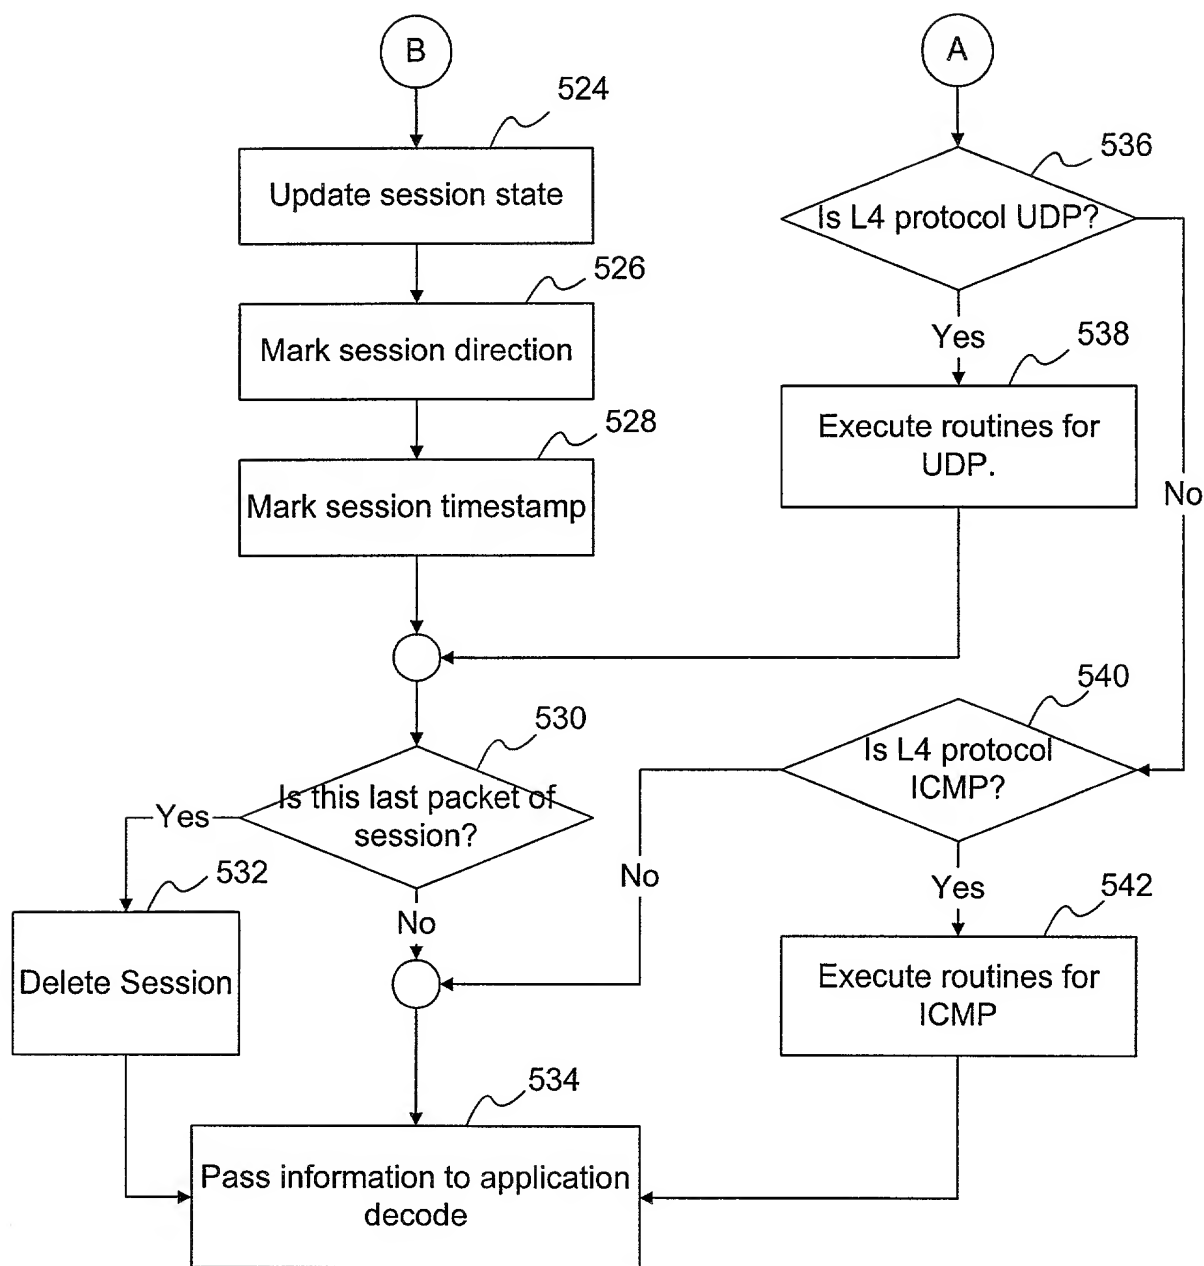 B
524
Update session state
526
Mark session direction
528
Mark session timestamp
530
Is this last packet of
session?
Yes
No
532
Delete Session
534
Pass information to application
decode
A
536
Is L4 protocol UDP?
Yes
No
538
Execute routines for
UDP.
540
Is L4 protocol
ICMP?
No
Yes
542
Execute routines for
ICMP